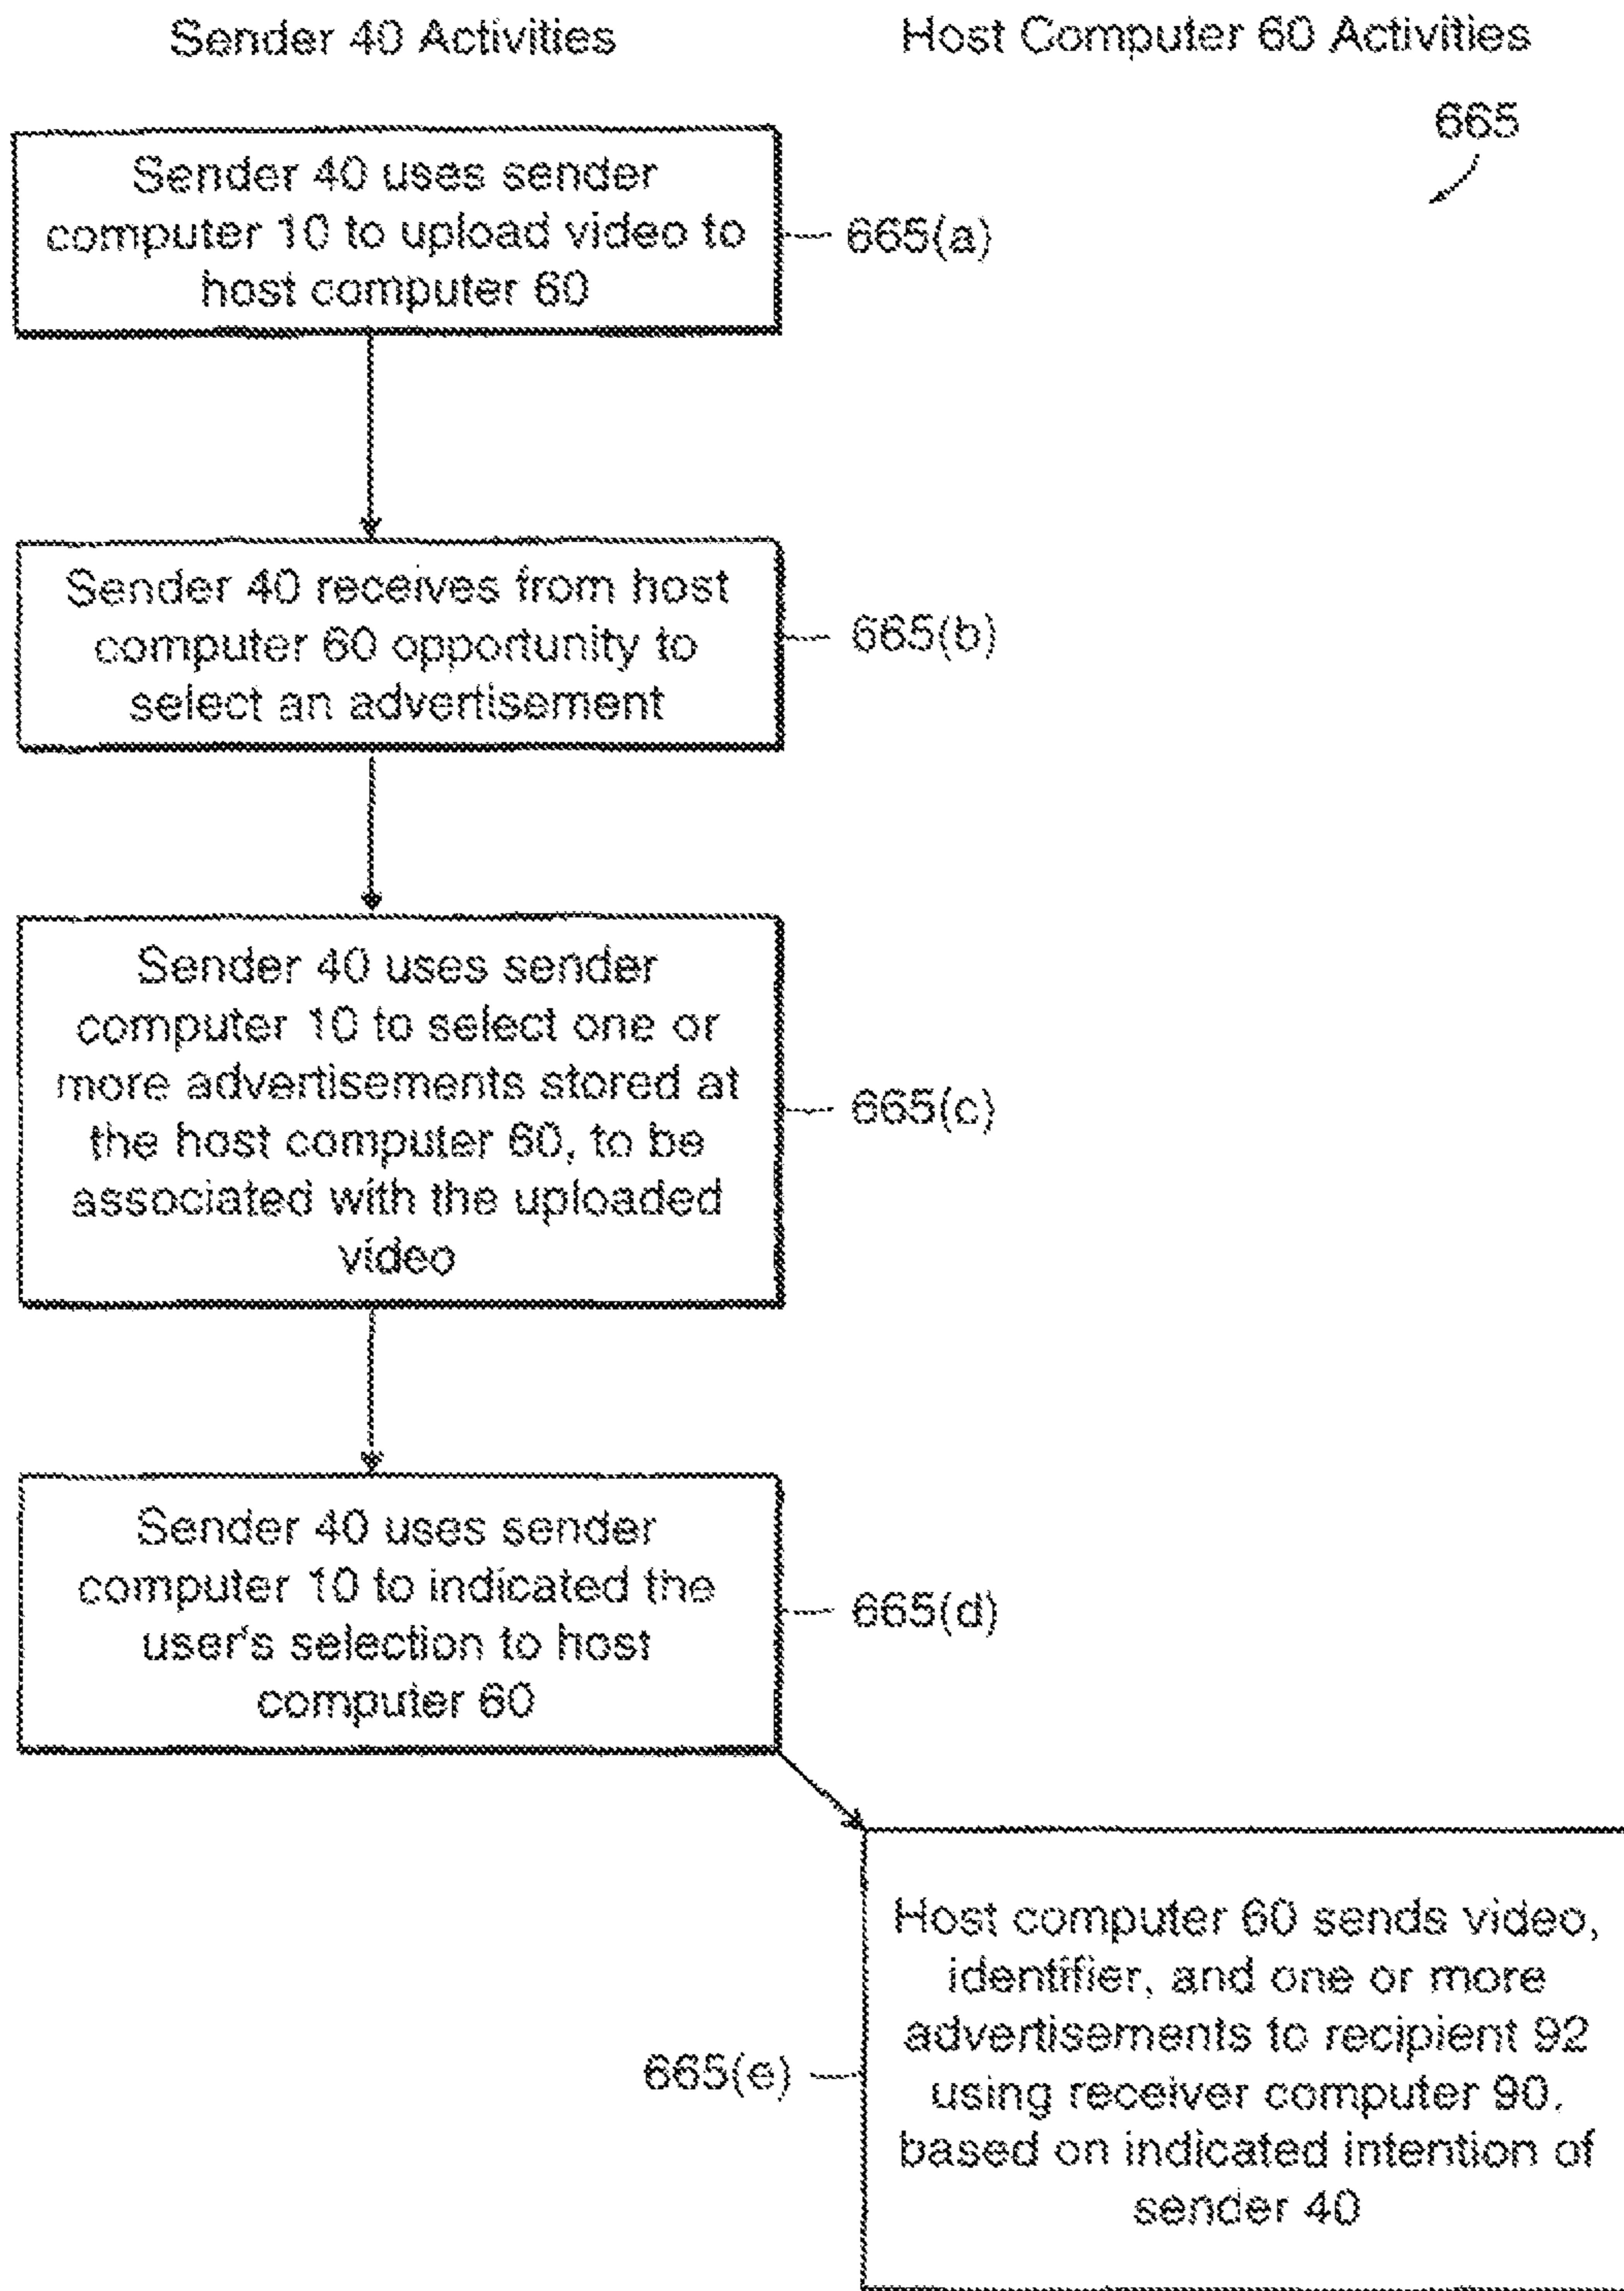 Sender 40 Activities
Host Computer 60 Activities
665
Sender 40 uses sender
computer 10 to upload video to
host computer 60
665(a)
Sender 40 receives from host
computer 60 opportunity to
select an advertisement
665(b)
Sender 40 uses sender
computer 10 to select one or
more advertisements stored at
the host computer 60, to be
associated with the uploaded
video
665(c)
Sender 40 uses sender
computer 10 to indicated the
user's selection to host
computer 60
665(d)
Host computer 60 sends video,
identifier, and one or more
advertisements to recipient 92
using receiver computer 90,
based on indicated intention of
sender 40
665(e)